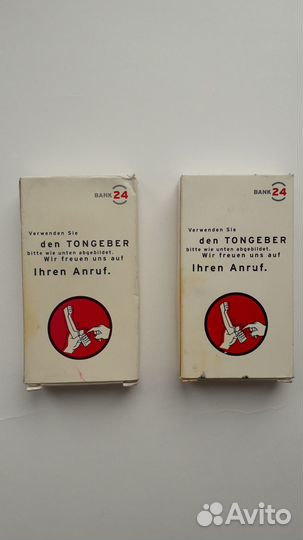 BANK 24
Verwenden Sie
den TONGEBER
bitte wie unten abgebildet.
Wir freuen uns auf
Ihren Anruf.
BANK 24
Verwenden Sie
den TONGEBER
bitte wie unten abgebildet.
Wir freuen uns auf
Ihren Anruf.
Avito